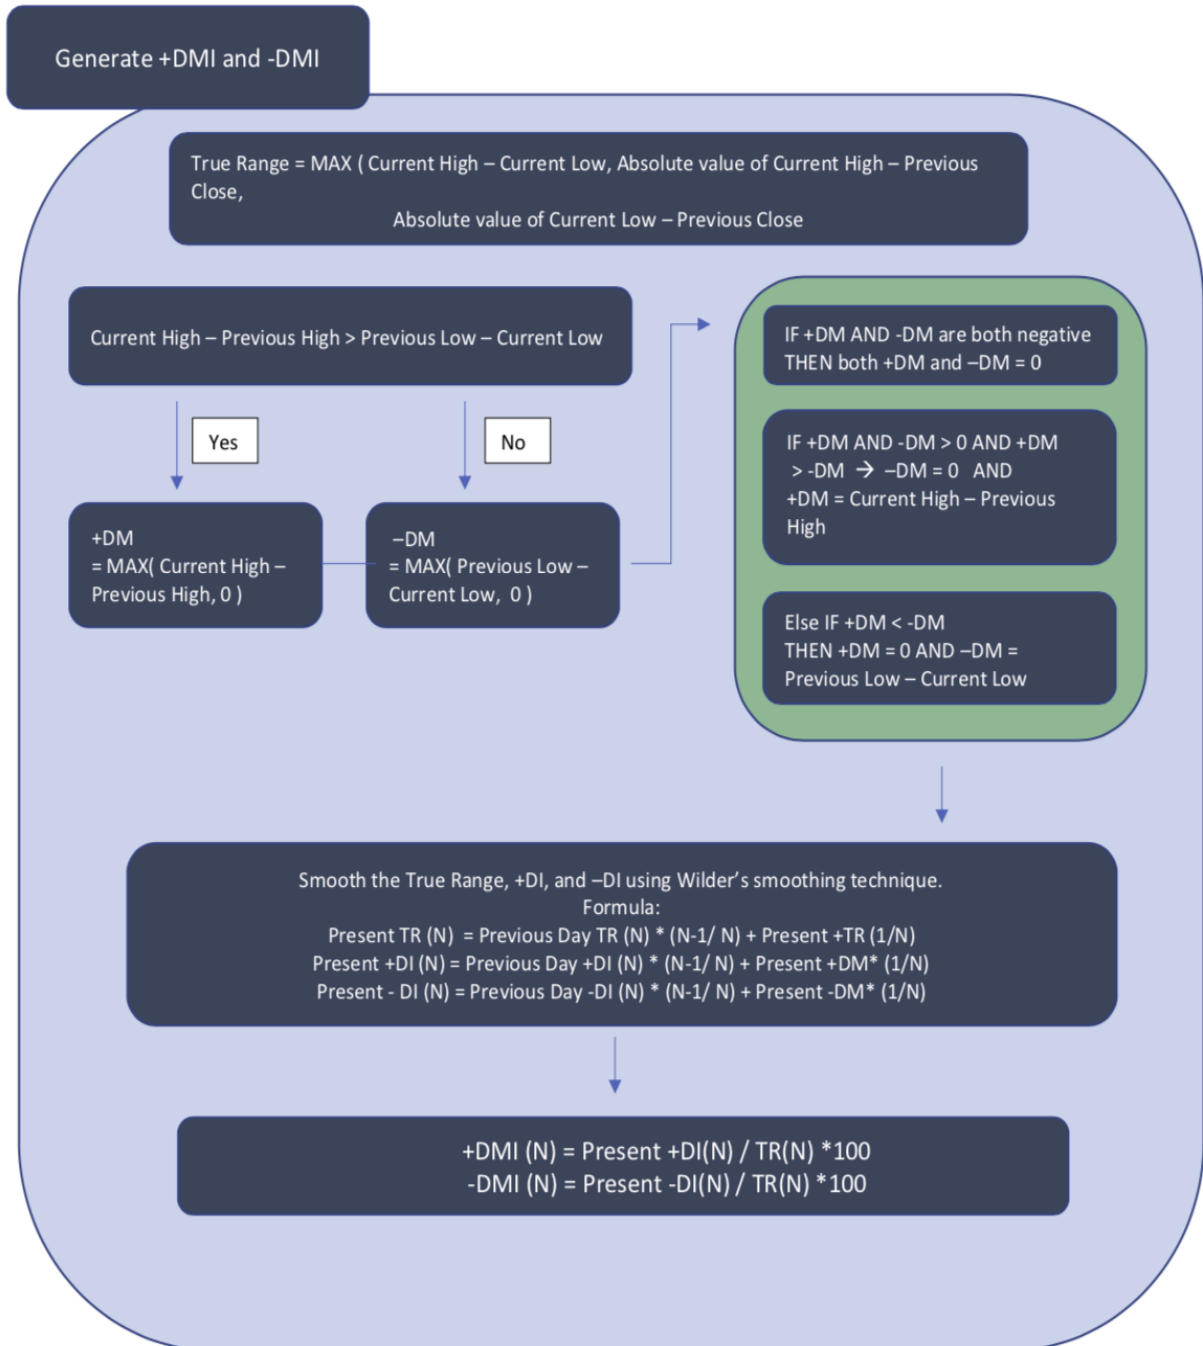 Generate +DMI and -DMI
True Range = MAX ( Current High – Current Low, Absolute value of Current High – Previous
Close,
Absolute value of Current Low – Previous Close
Current High – Previous High > Previous Low – Current Low
Yes
No
+DM
= MAX( Current High –
Previous High, 0 )
–DM
= MAX( Previous Low –
Current Low,  0 )
IF +DM AND -DM are both negative
THEN both +DM and –DM = 0
IF +DM AND -DM > 0 AND +DM
> -DM → –DM = 0   AND
+DM = Current High – Previous
High
Else IF +DM < -DM
THEN +DM = 0 AND –DM =
Previous Low – Current Low
Smooth the True Range, +DI, and –DI using Wilder’s smoothing technique.
Formula:
Present TR (N)  = Previous Day TR (N) * (N-1/ N) + Present +TR (1/N)
Present +DI (N) = Previous Day +DI (N) * (N-1/ N) + Present +DM* (1/N)
Present - DI (N) = Previous Day -DI (N) * (N-1/ N) + Present -DM* (1/N)
+DMI (N) = Present +DI(N) / TR(N) *100
-DMI (N) = Present -DI(N) / TR(N) *100